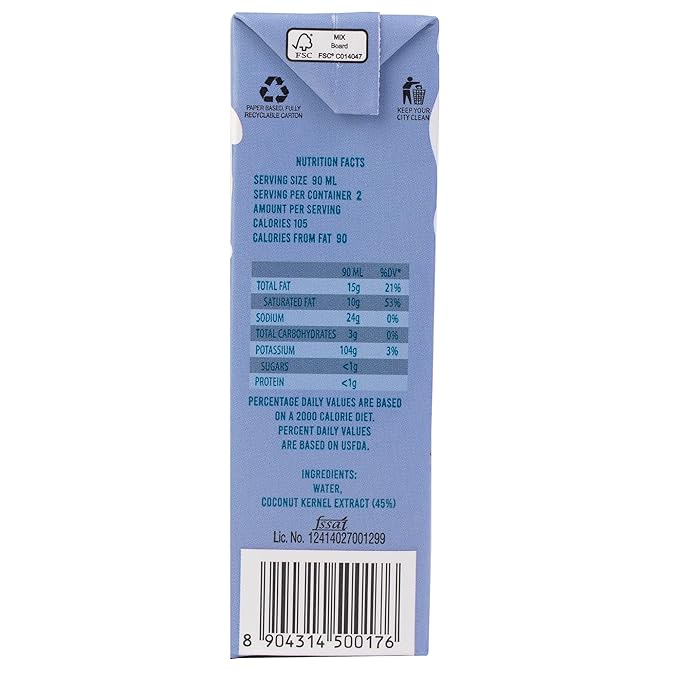 MIX
Board
FSC
FSC® C014047
PAPER BASED, FULLY
RECYCLABLE CARTON
KEEP YOUR
CITY CLEAN
NUTRITION FACTS
SERVING SIZE 90 ML
SERVING PER CONTAINER 2
AMOUNT PER SERVING
CALORIES 105
CALORIES FROM FAT 90
90 ML %DV*
TOTAL FAT 15g 21%
SATURATED FAT 10g 53%
SODIUM 24g 0%
TOTAL CARBOHYDRATES 3g 0%
POTASSIUM 104g 3%
SUGARS <1g
PROTEIN <1g
PERCENTAGE DAILY VALUES ARE BASED
ON A 2000 CALORIE DIET.
PERCENT DAILY VALUES
ARE BASED ON USFDA.
INGREDIENTS:
WATER,
COCONUT KERNEL EXTRACT (45%)
fssai
Lic. No. 12414027001299
8 904314 500176